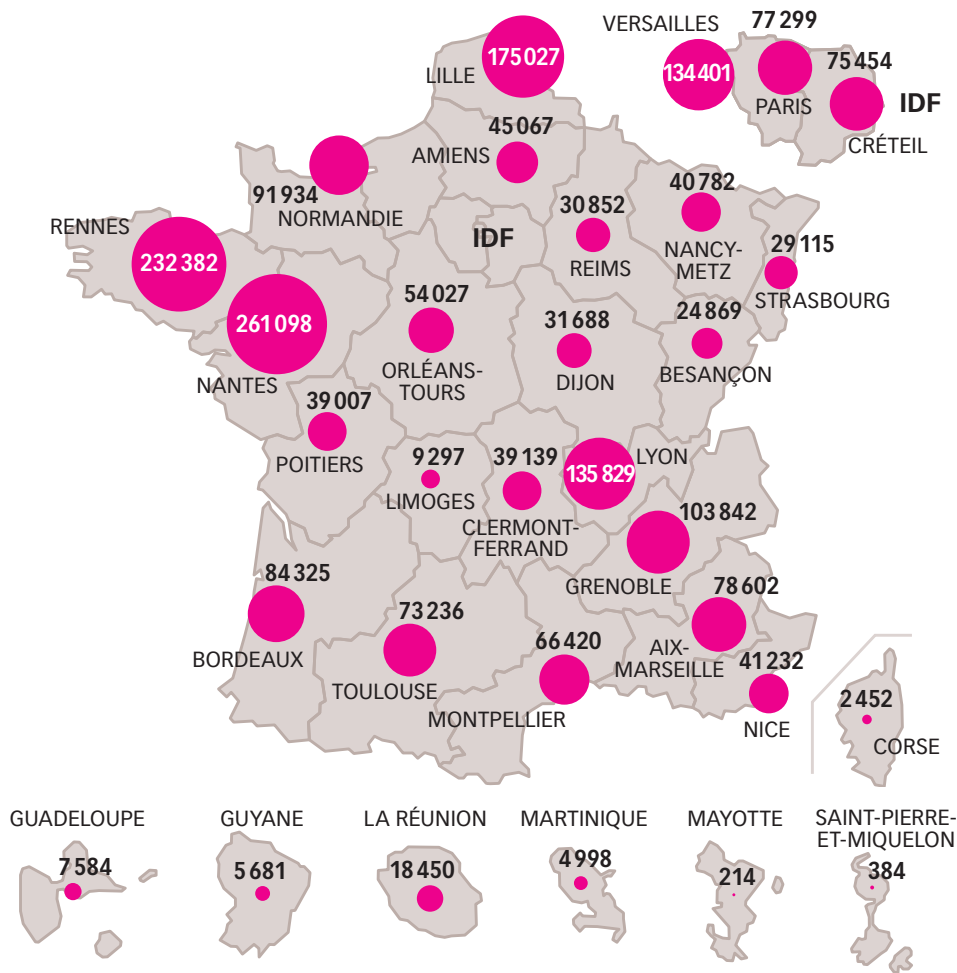 VERSAILLES
77 299
175 027
LILLE
134 401
75 454
PARIS
IDF
CRÉTEIL
45 067
AMIENS
91 934
NORMANDIE
40 782
30 852
NANCY-
METZ
IDF
REIMS
RENNES
232 382
29 115
STRASBOURG
54 027
261 098
ORLÉANS-
TOURS
31 688
DIJON
24 869
BESANÇON
NANTES
39 007
POITIERS
9 297
LIMOGES
39 139
CLERMONT-
FERRAND
135 829
LYON
103 842
GRENOBLE
84 325
BORDEAUX
73 236
TOULOUSE
78 602
AIX-
MARSEILLE
66 420
MONTPELLIER
41 232
NICE
2 452
CORSE
GUADELOUPE
7 584
GUYANE
5 681
LA RÉUNION
18 450
MARTINIQUE
4 998
MAYOTTE
214
SAINT-PIERRE-
ET-MIQUELON
384